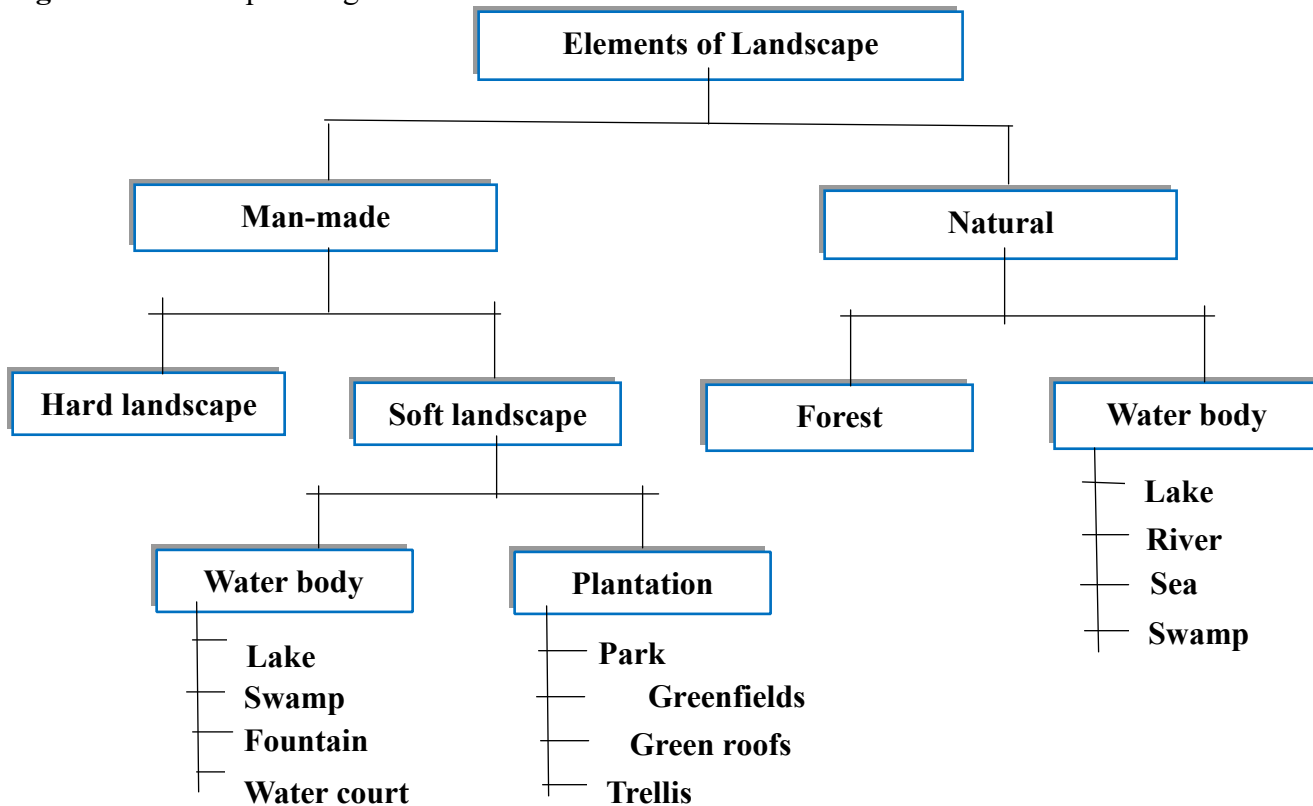 Elements of Landscape
Man-made
Natural
Hard landscape
Soft landscape
Forest
Water body
Lake
River
Sea
Swamp
Water body
Plantation
Lake
Swamp
Fountain
Water court
Park
Greenfields
Green roofs
Trellis